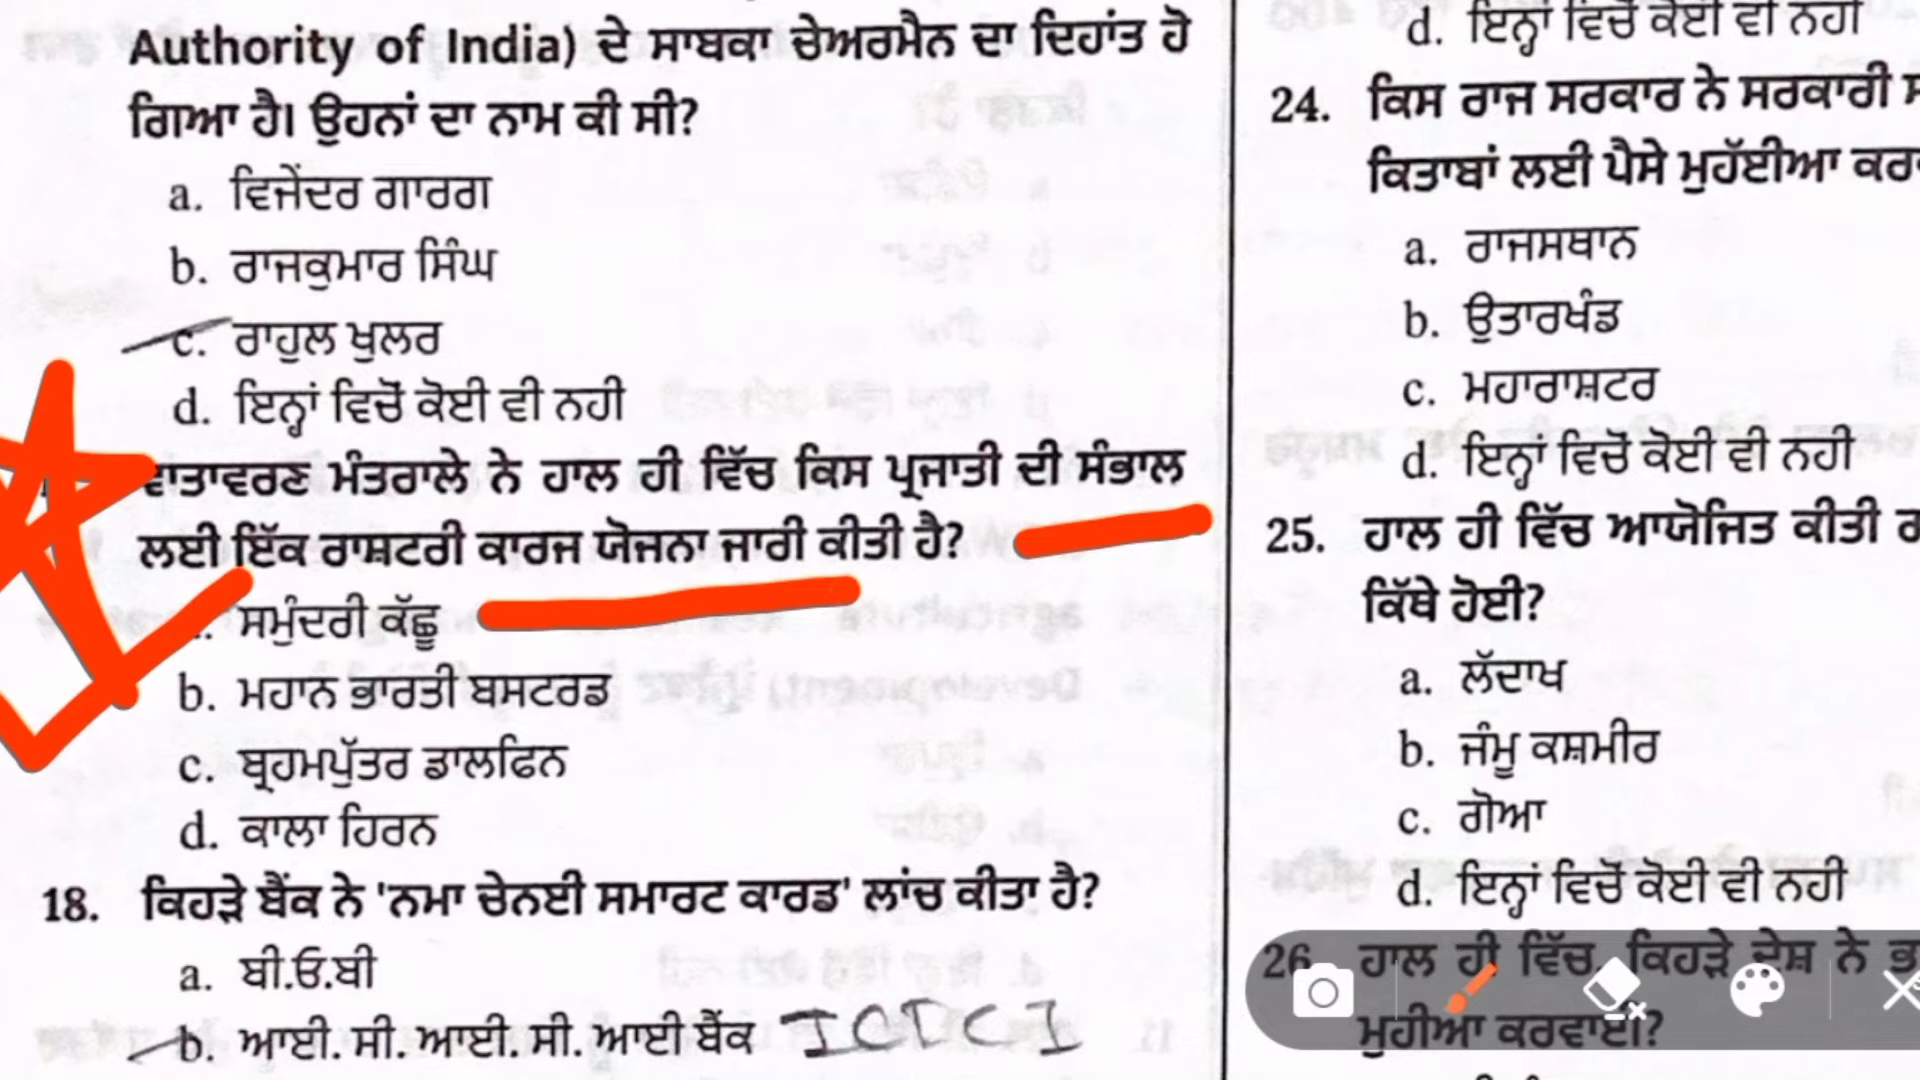 Authority of India) ਦੇ ਸਾਬਕਾ ਚੇਅਰਮੈਨ ਦਾ ਦਿਹਾਂਤ ਹੋ
ਗਿਆ ਹੈ। ਉਹਨਾਂ ਦਾ ਨਾਮ ਕੀ ਸੀ?
a. ਵਿਜੇਂਦਰ ਗਾਰਗ
b. ਰਾਜਕੁਮਾਰ ਸਿੰਘ
c. ਰਾਹੁਲ ਖੁਲਰ
d. ਇਨ੍ਹਾਂ ਵਿਚੋਂ ਕੋਈ ਵੀ ਨਹੀ
ਵਾਤਾਵਰਣ ਮੰਤਰਾਲੇ ਨੇ ਹਾਲ ਹੀ ਵਿੱਚ ਕਿਸ ਪ੍ਰਜਾਤੀ ਦੀ ਸੰਭਾਲ
ਲਈ ਇੱਕ ਰਾਸ਼ਟਰੀ ਕਾਰਜ ਯੋਜਨਾ ਜਾਰੀ ਕੀਤੀ ਹੈ?
ਸਮੁੰਦਰੀ ਕੱਛੂ
b. ਮਹਾਨ ਭਾਰਤੀ ਬਸਟਰਡ
c. ਬ੍ਰਹਮਪੁੱਤਰ ਡਾਲਫਿਨ
d. ਕਾਲਾ ਹਿਰਨ
18. ਕਿਹੜੇ ਬੈਂਕ ਨੇ 'ਨਮਾ ਚੇਨਈ ਸਮਾਰਟ ਕਾਰਡ' ਲਾਂਚ ਕੀਤਾ ਹੈ?
a. ਬੀ.ਓ.ਬੀ
b. ਆਈ. ਸੀ. ਆਈ. ਸੀ. ਆਈ ਬੈਂਕ ICICI
d. ਇਨ੍ਹਾਂ ਵਿਚੋਂ ਕੋਈ ਵੀ ਨਹੀ
24. ਕਿਸ ਰਾਜ ਸਰਕਾਰ ਨੇ ਸਰਕਾਰੀ
ਕਿਤਾਬਾਂ ਲਈ ਪੈਸੇ ਮੁਹੱਈਆ
a. ਰਾਜਸਥਾਨ
b. ਉਤਾਰਖੰਡ
c. ਮਹਾਰਾਸ਼ਟਰ
d. ਇਨ੍ਹਾਂ ਵਿਚੋਂ ਕੋਈ ਵੀ ਨਹੀ
25. ਹਾਲ ਹੀ ਵਿੱਚ ਆਯੋਜਿਤ ਕੀਤੀ
ਕਿੱਥੇ ਹੋਈ?
a. ਲੱਦਾਖ
b. ਜੰਮੂ ਕਸ਼ਮੀਰ
c. ਗੋਆ
d. ਇਨ੍ਹਾਂ ਵਿਚੋਂ ਕੋਈ ਵੀ ਨਹੀ
26. ਹਾਲ ਹੀ ਵਿੱਚ ਕਿਹੜੇ ਦੇਸ਼ ਨੇ
ਮੁਹੀਆ ਕਰਵਾਈ?